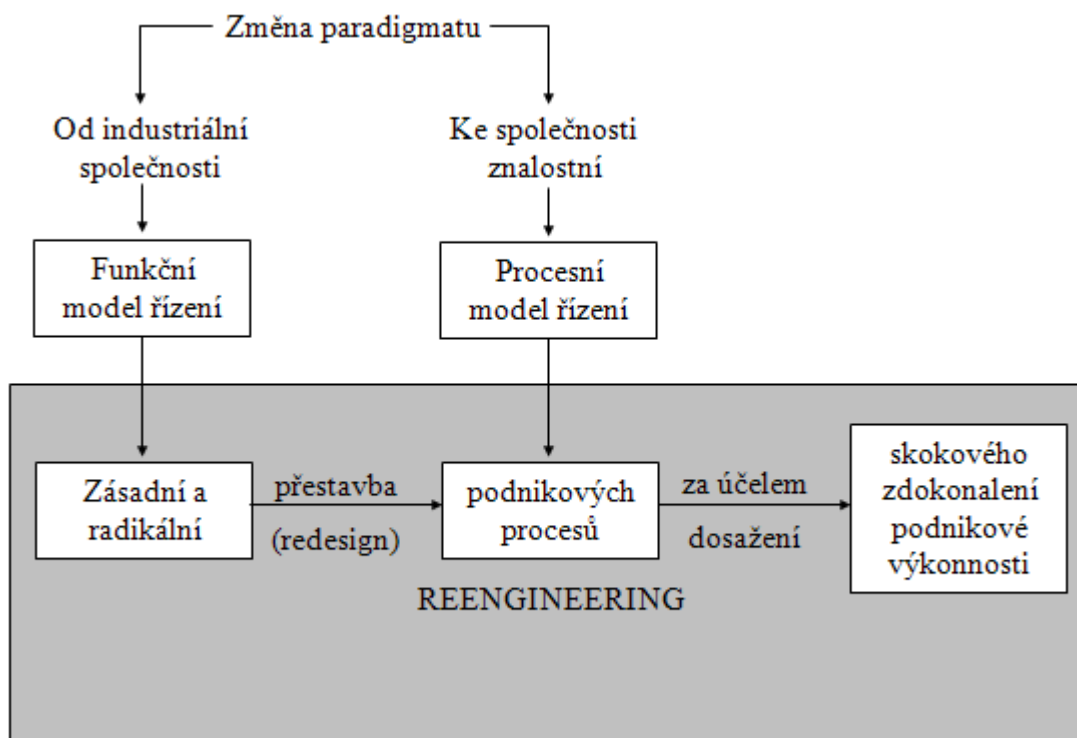 Změna paradigmatu
Od industriální
společnosti
Ke společnosti
znalostní
Funkční
model řízení
Procesní
model řízení
Zásadní a
radikální
přestavba
(redesign)
podnikových
procesů
za účelem
dosažení
skokového
zdokonalení
podnikové
výkonnosti
REENGINEERING